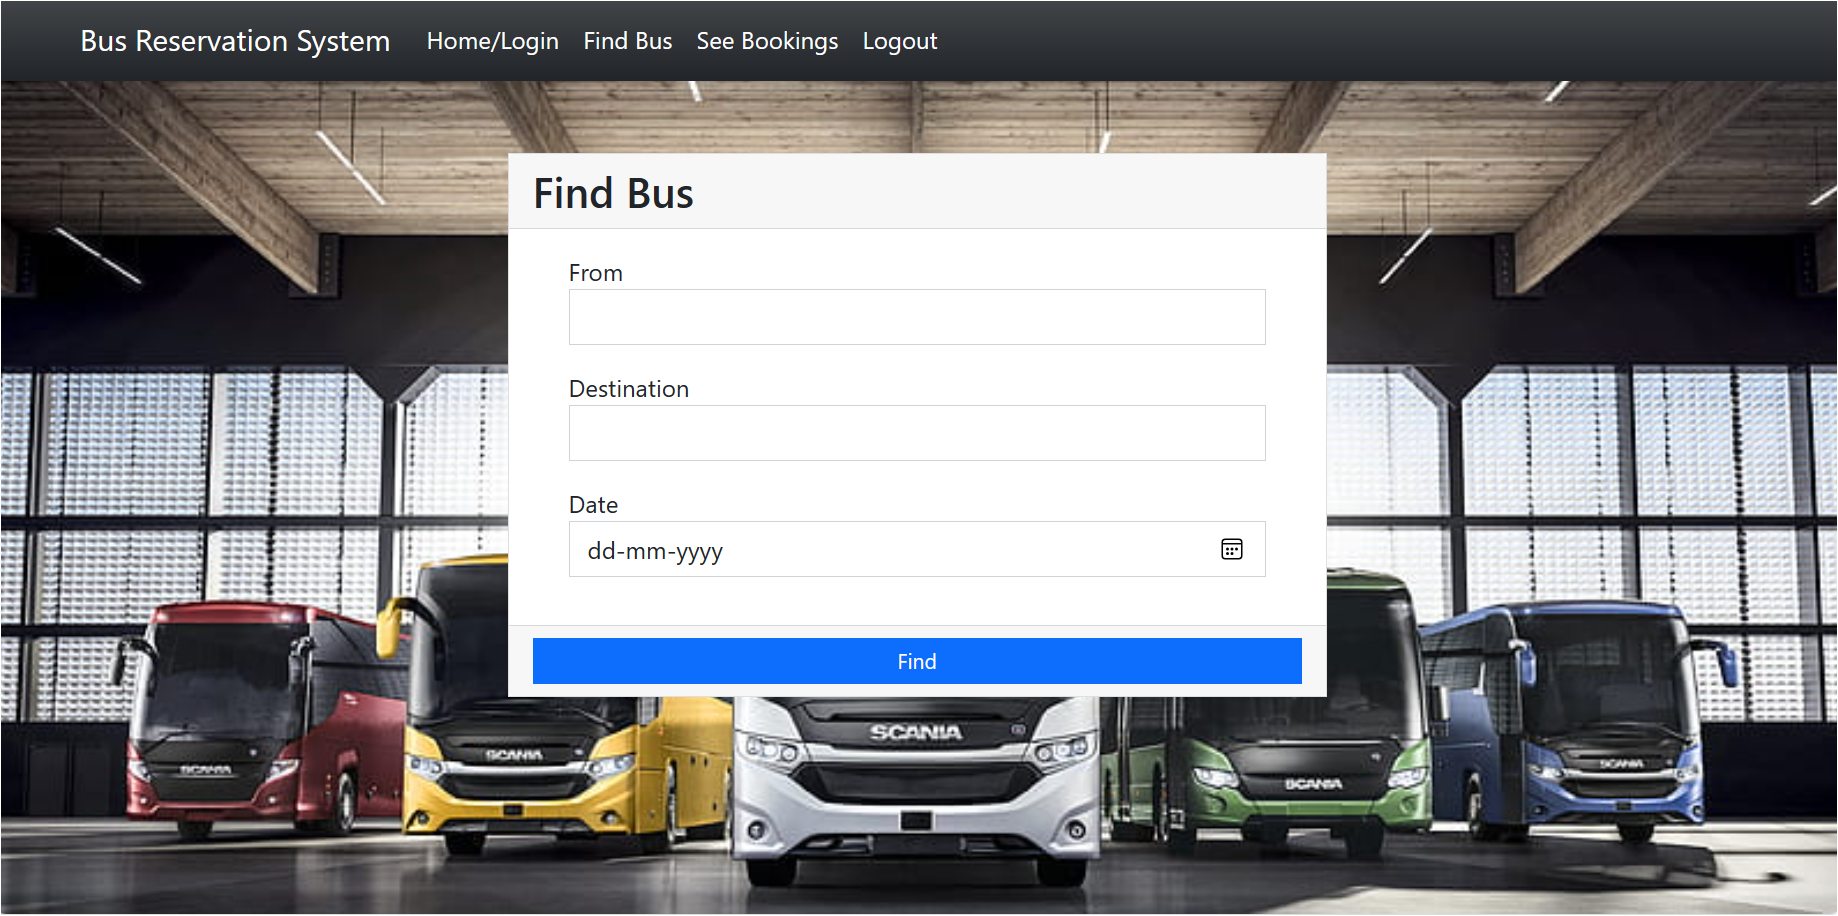 Bus Reservation System Home/Login Find Bus See Bookings Logout
Find Bus
From
Destination
Date
dd-mm-yyyy
Find
SCANIA
SCANIA
SCANIA
SCANIA
SCANIA